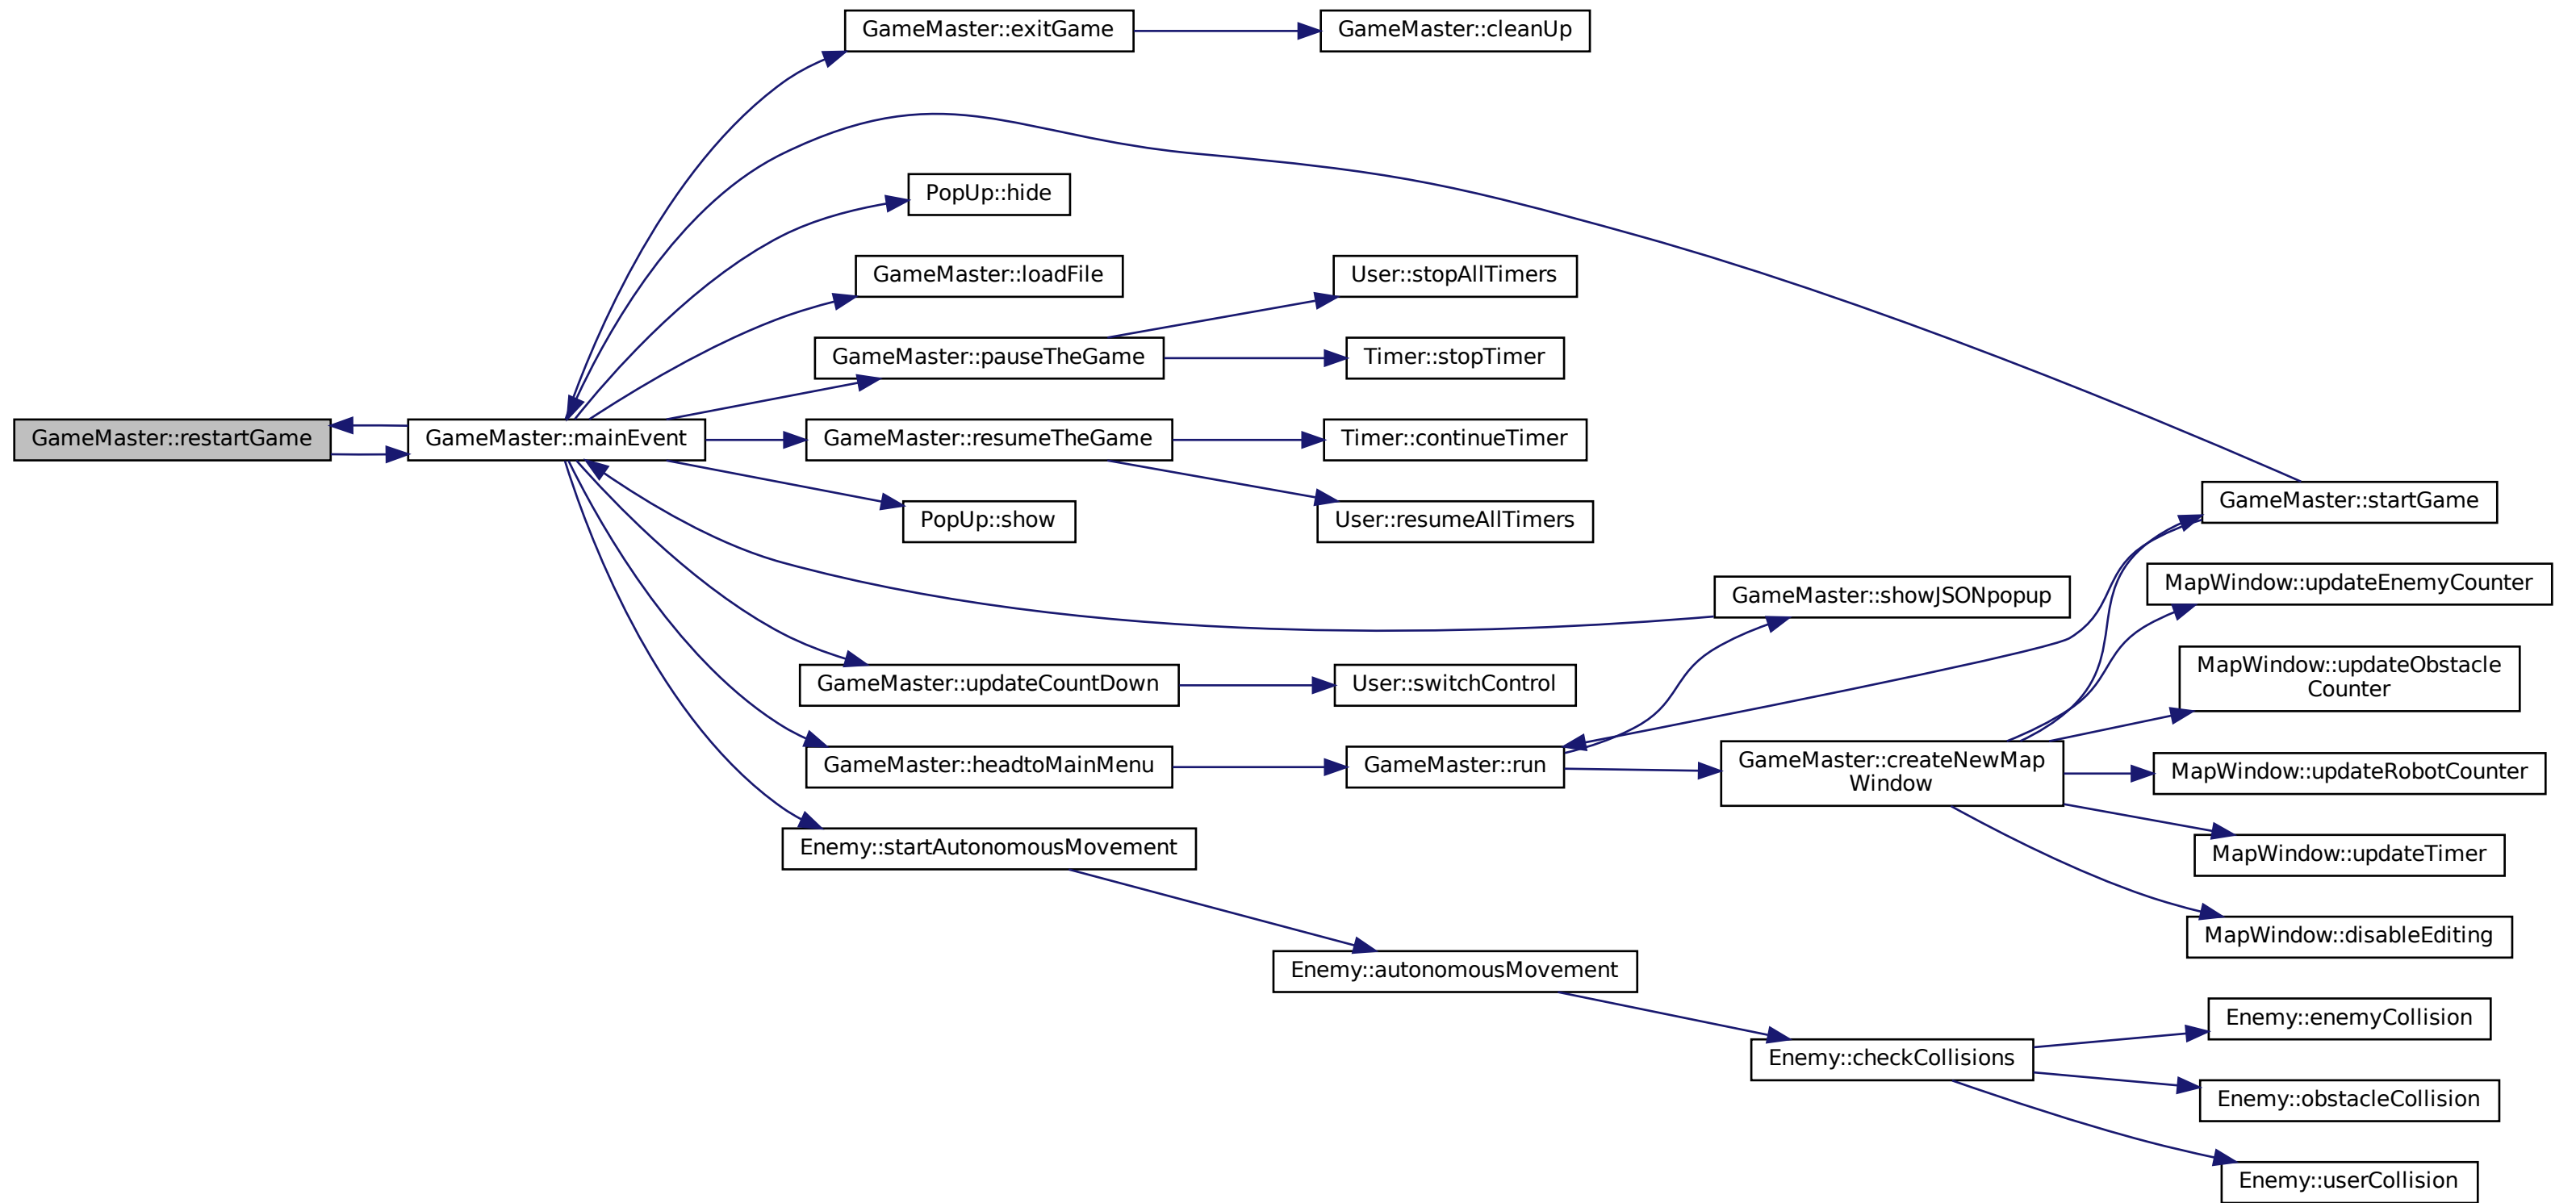 GameMaster::exitGame
GameMaster::cleanUp
PopUp::hide
GameMaster::loadFile
User::stopAllTimers
GameMaster::pauseTheGame
Timer::stopTimer
GameMaster::restartGame
GameMaster::mainEvent
GameMaster::resumeTheGame
Timer::continueTimer
GameMaster::startGame
PopUp::show
User::resumeAllTimers
MapWindow::updateEnemyCounter
GameMaster::showJSONpopup
MapWindow::updateObstacle
Counter
GameMaster::updateCountDown
User::switchControl
GameMaster::headtoMainMenu
GameMaster::run
GameMaster::createNewMap
Window
MapWindow::updateRobotCounter
Enemy::startAutonomousMovement
MapWindow::updateTimer
MapWindow::disableEditing
Enemy::autonomousMovement
Enemy::enemyCollision
Enemy::checkCollisions
Enemy::obstacleCollision
Enemy::userCollision